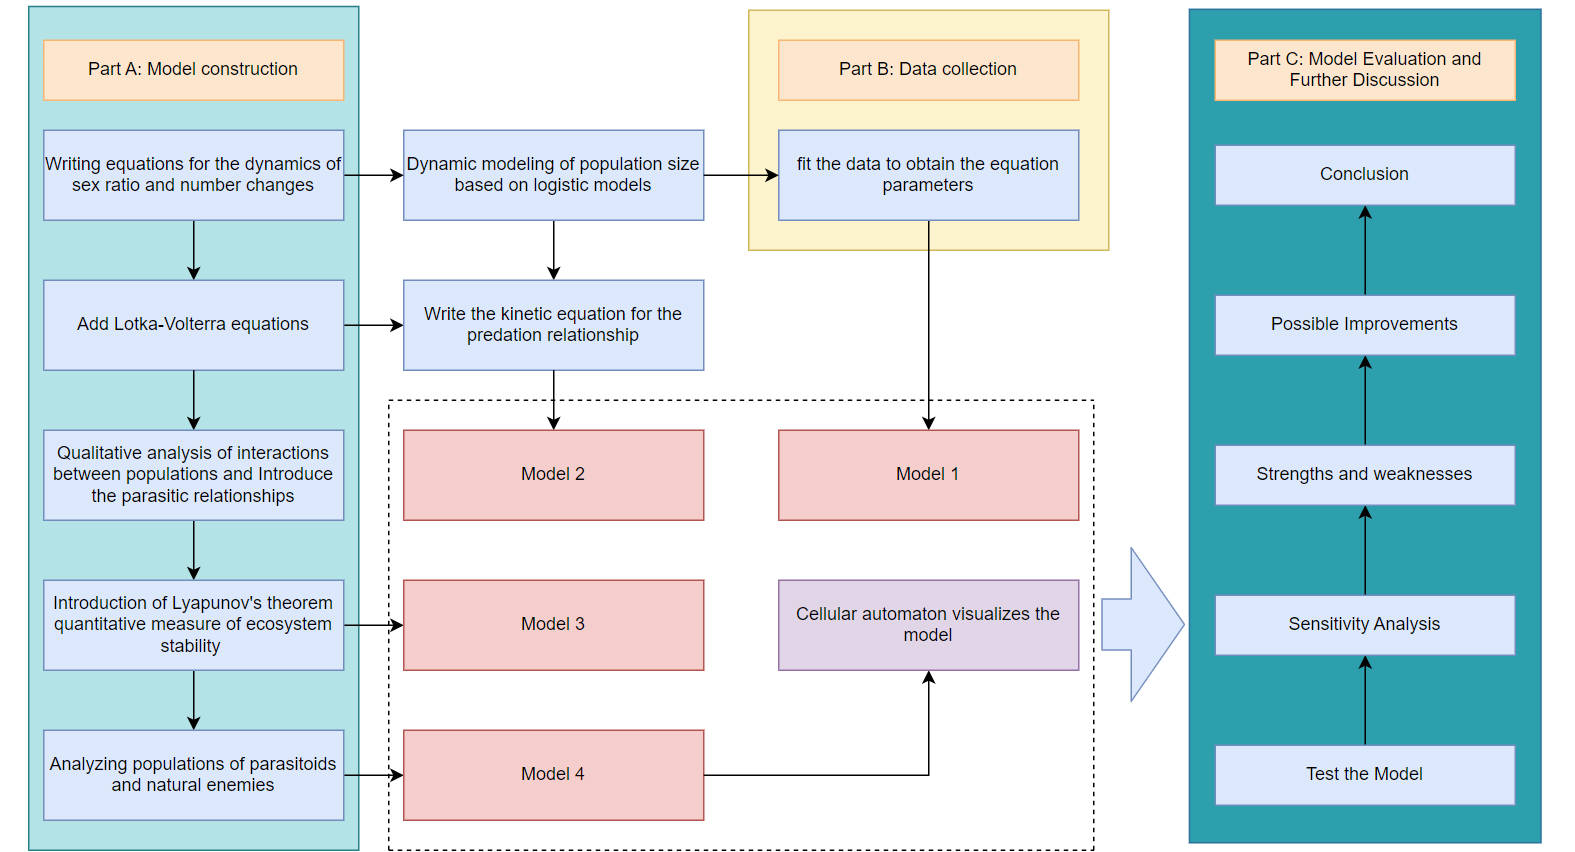 Part A: Model construction
Part B: Data collection
Part C: Model Evaluation and
Further Discussion
Writing equations for the dynamics of
sex ratio and number changes
Dynamic modeling of population size
based on logistic models
fit the data to obtain the equation
parameters
Conclusion
Add Lotka-Volterra equations
Write the kinetic equation for the
predation relationship
Possible Improvements
Qualitative analysis of interactions
between populations and Introduce
the parasitic relationships
Model 2
Model 1
Strengths and weaknesses
Introduction of Lyapunov's theorem
quantitative measure of ecosystem
stability
Model 3
Cellular automaton visualizes the
model
Sensitivity Analysis
Analyzing populations of parasitoids
and natural enemies
Model 4
Test the Model